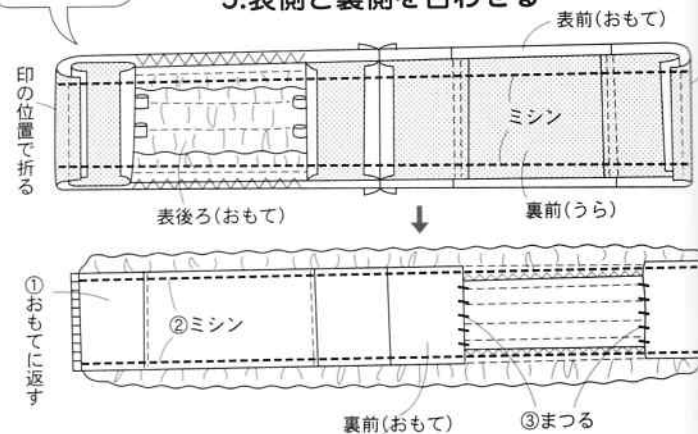 5.表側と裏側を合わせる
表前(おもて)
印の位置で折る
ミシン
表後ろ(おもて)
裏前(うら)
①おもてに返す
②ミシン
裏前(おもて)
③まつる